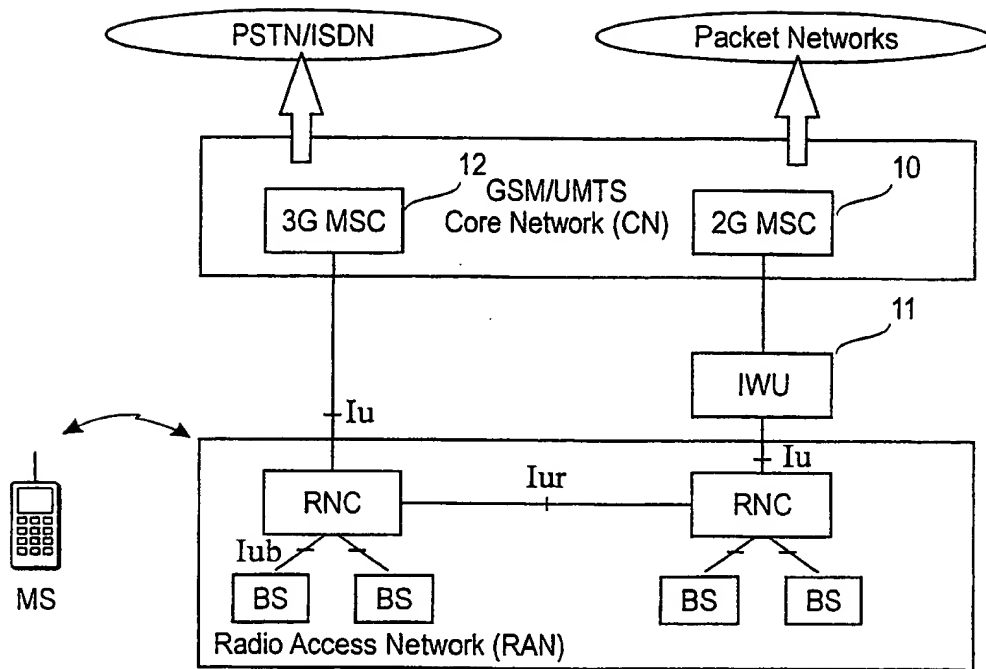 PSTN/ISDN
Packet Networks
12
GSM/UMTS
Core Network (CN)
10
3G MSC
2G MSC
11
IWU
Iu
Iu
RNC
Iur
RNC
Iub
BS
BS
BS
BS
MS
Radio Access Network (RAN)